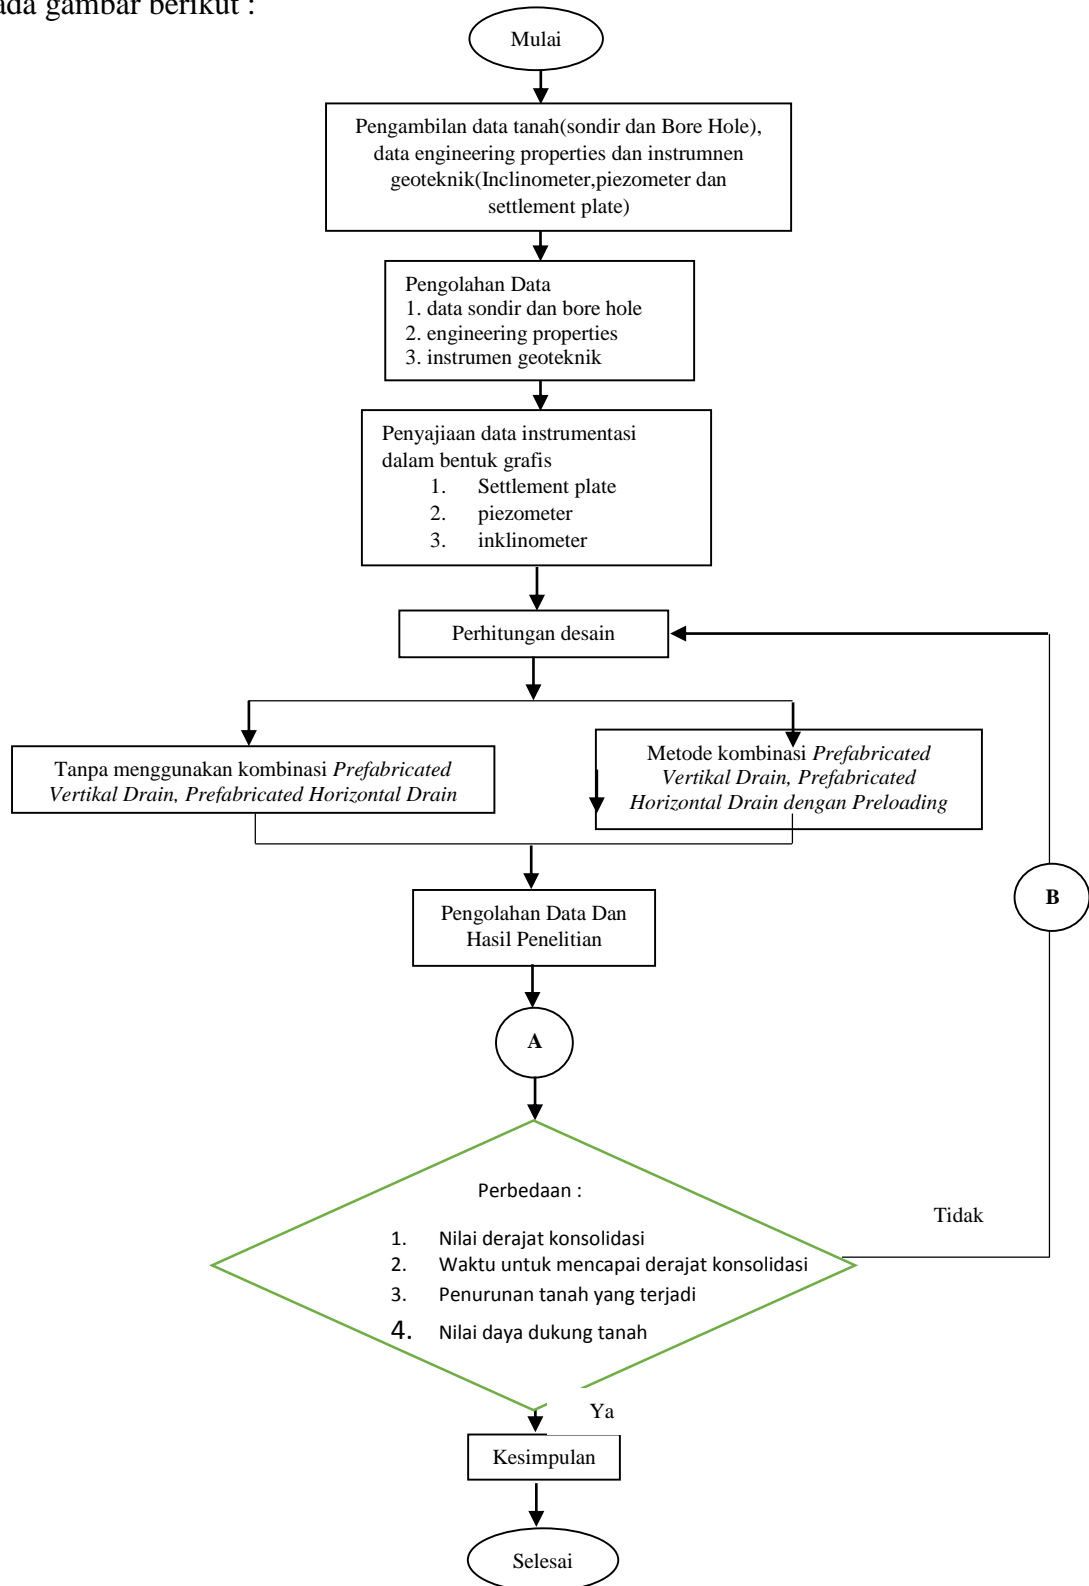 ada gambar berikut :
Mulai
Pengambilan data tanah(sondir dan Bore Hole),
data engineering properties dan instrumnen
geoteknik(Inclinometer,piezometer dan
settlement plate)
Pengolahan Data
1. data sondir dan bore hole
2. engineering properties
3. instrumen geoteknik
Penyajiaan data instrumentasi
dalam bentuk grafis
1. Settlement plate
2. piezometer
3. inklinometer
Perhitungan desain
Tanpa menggunakan kombinasi Prefabricated
Vertikal Drain, Prefabricated Horizontal Drain
Metode kombinasi Prefabricated
Vertikal Drain, Prefabricated
Horizontal Drain dengan Preloading
B
Pengolahan Data Dan
Hasil Penelitian
A
Perbedaan :
1. Nilai derajat konsolidasi
2. Waktu untuk mencapai derajat konsolidasi
3. Penurunan tanah yang terjadi
4. Nilai daya dukung tanah
Tidak
Ya
Kesimpulan
Selesai